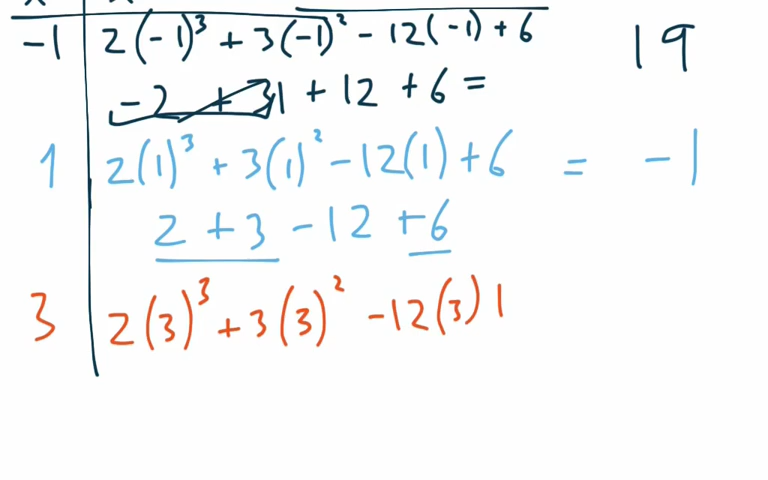 -1 2(-1)³ + 3(-1)² - 12(-1) + 6 19
-2 + 31 + 12 + 6 =
1 2(1)³ + 3(1)² - 12(1) + 6 = -1
2 + 3 - 12 + 6
3 2(3)³ + 3(3)² - 12(3) |